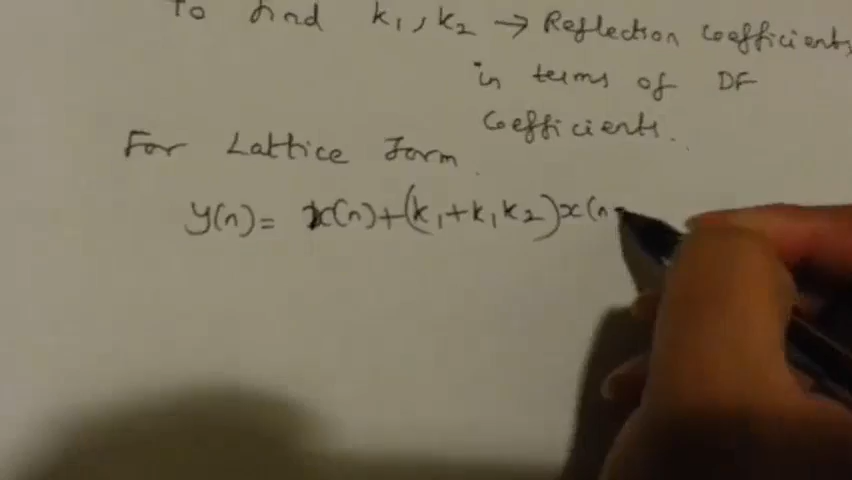 To find k₁, k₂ → Reflection coefficients
in terms of DF
coefficients.
For Lattice Form
y(n) = x(n)+(k₁+k₁k₂)x(n-